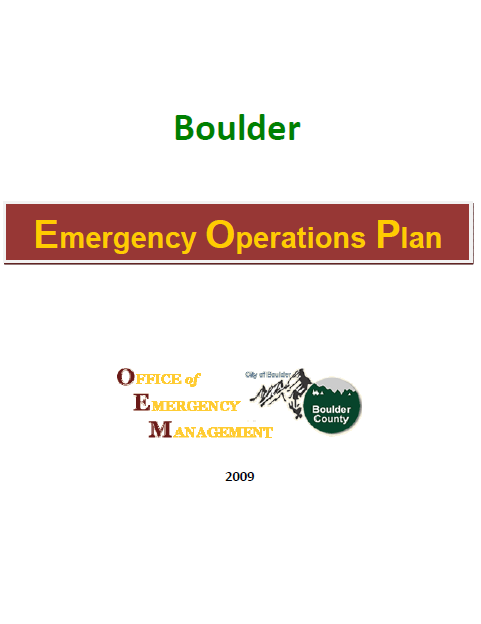 Boulder
Emergency Operations Plan
OFFICE of
City of Boulder
EMERGENCY
Boulder
County
MANAGEMENT
2009